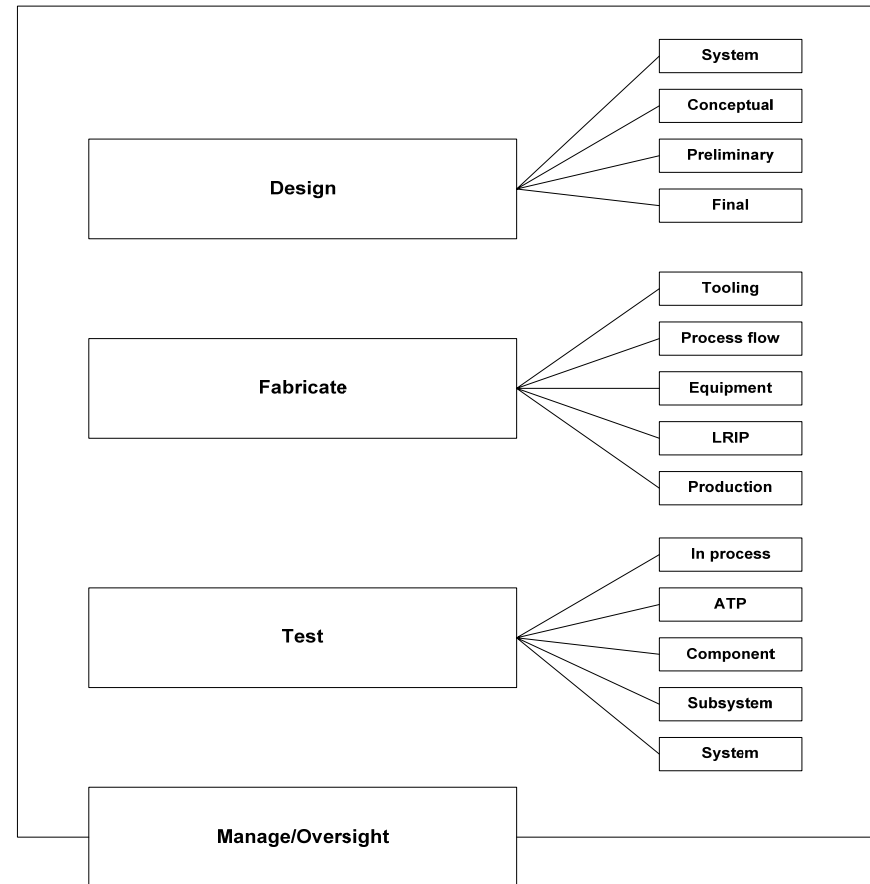 System
Conceptual
Preliminary
Final
Design
Tooling
Process flow
Equipment
LRIP
Production
Fabricate
In process
ATP
Component
Subsystem
System
Test
Manage/Oversight